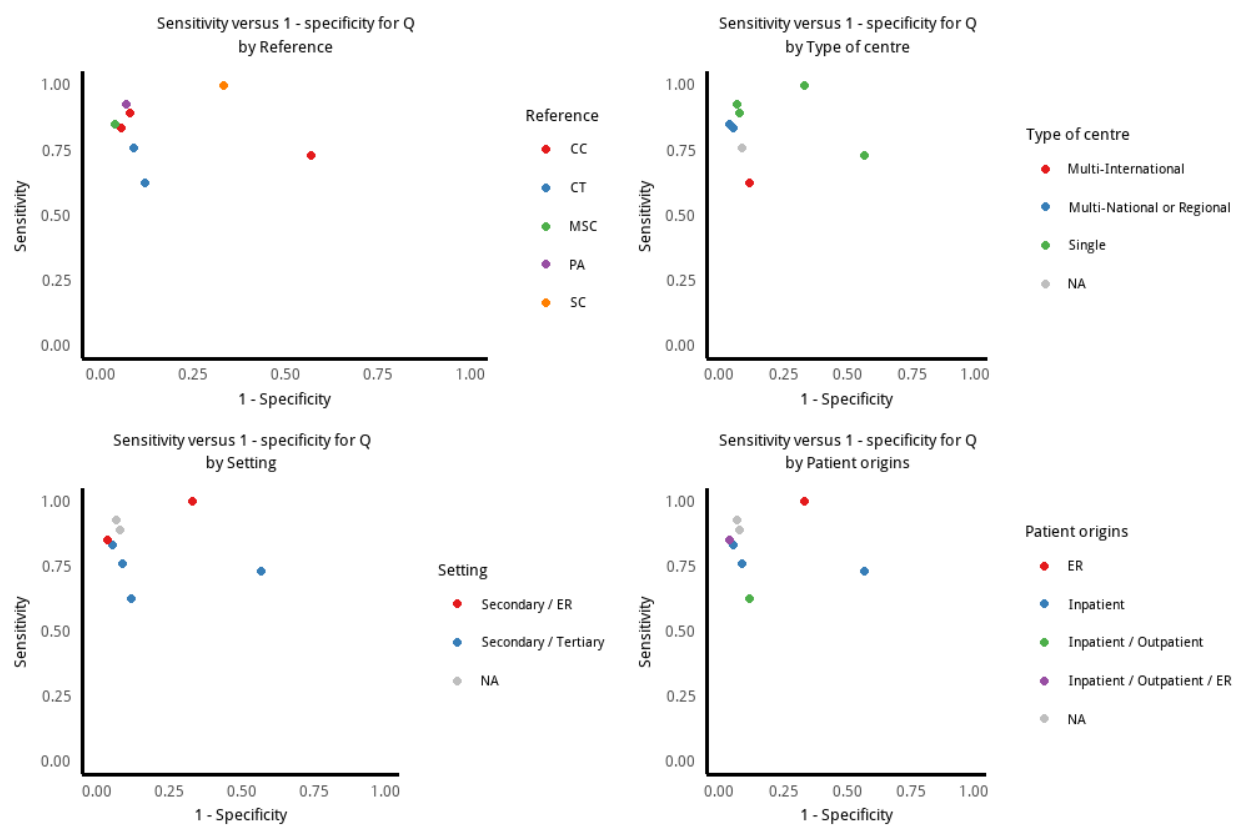 Sensitivity versus 1 - specificity for Q
by Reference
1.00
0.75
0.50
0.25
0.00
Sensitivity
0.00 0.25 0.50 0.75 1.00
1 - Specificity
Reference
CC
CT
MSC
PA
SC
Sensitivity versus 1 - specificity for Q
by Type of centre
1.00
0.75
0.50
0.25
0.00
Sensitivity
0.00 0.25 0.50 0.75 1.00
1 - Specificity
Type of centre
Multi-International
Multi-National or Regional
Single
NA
Sensitivity versus 1 - specificity for Q
by Setting
1.00
0.75
0.50
0.25
0.00
Sensitivity
0.00 0.25 0.50 0.75 1.00
1 - Specificity
Setting
Secondary / ER
Secondary / Tertiary
NA
Sensitivity versus 1 - specificity for Q
by Patient origins
1.00
0.75
0.50
0.25
0.00
Sensitivity
0.00 0.25 0.50 0.75 1.00
1 - Specificity
Patient origins
ER
Inpatient
Inpatient / Outpatient
Inpatient / Outpatient / ER
NA